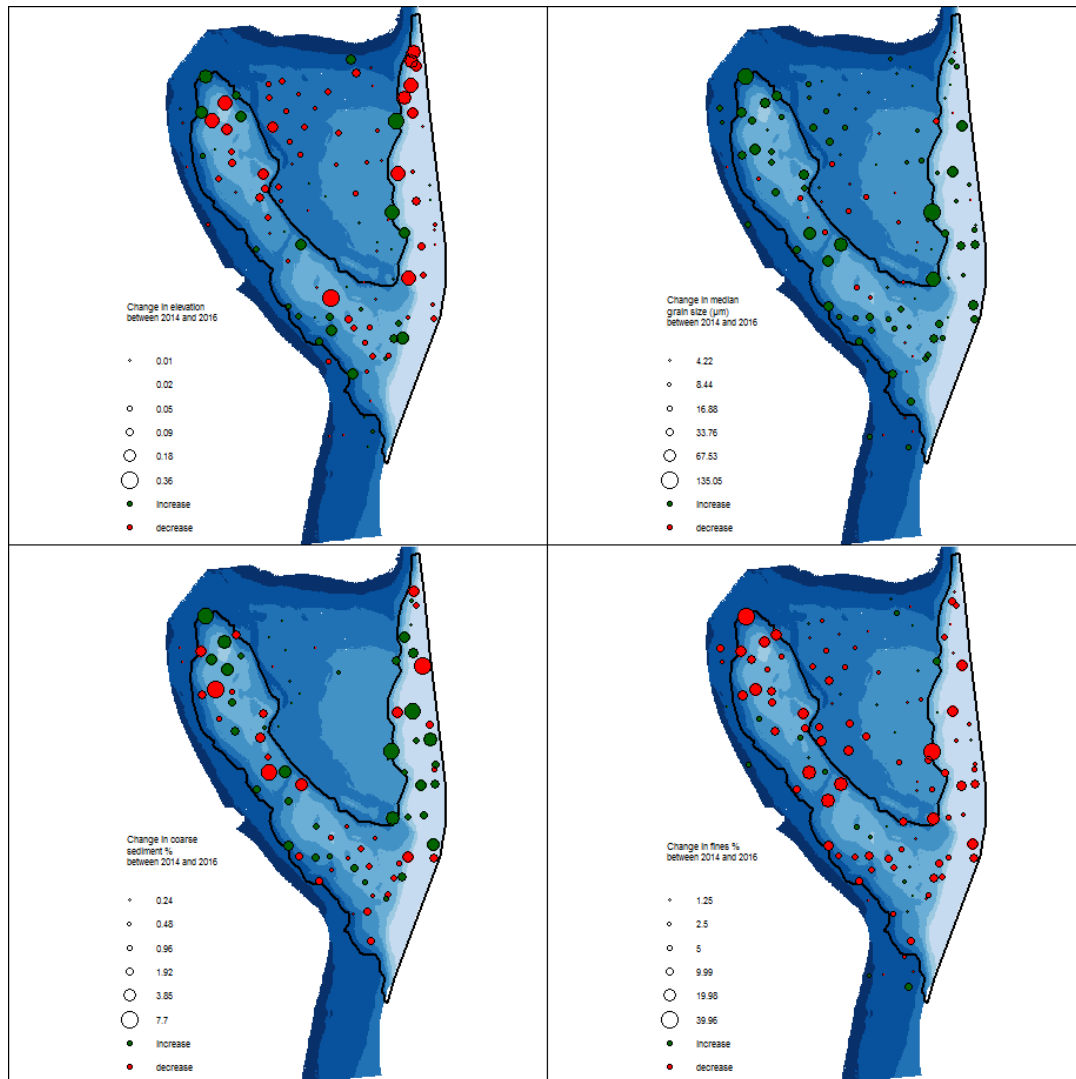 Change in elevation
between 2014 and 2016
0.01
0.02
0.05
0.09
0.18
0.36
increase
decrease
Change in median
grain size (µm)
between 2014 and 2016
4.22
8.44
16.88
33.76
67.53
135.05
increase
decrease
Change in coarse
sediment %
between 2014 and 2016
0.24
0.48
0.96
1.92
3.85
7.7
increase
decrease
Change in fines %
between 2014 and 2016
1.25
2.5
5
9.99
19.98
39.96
increase
decrease